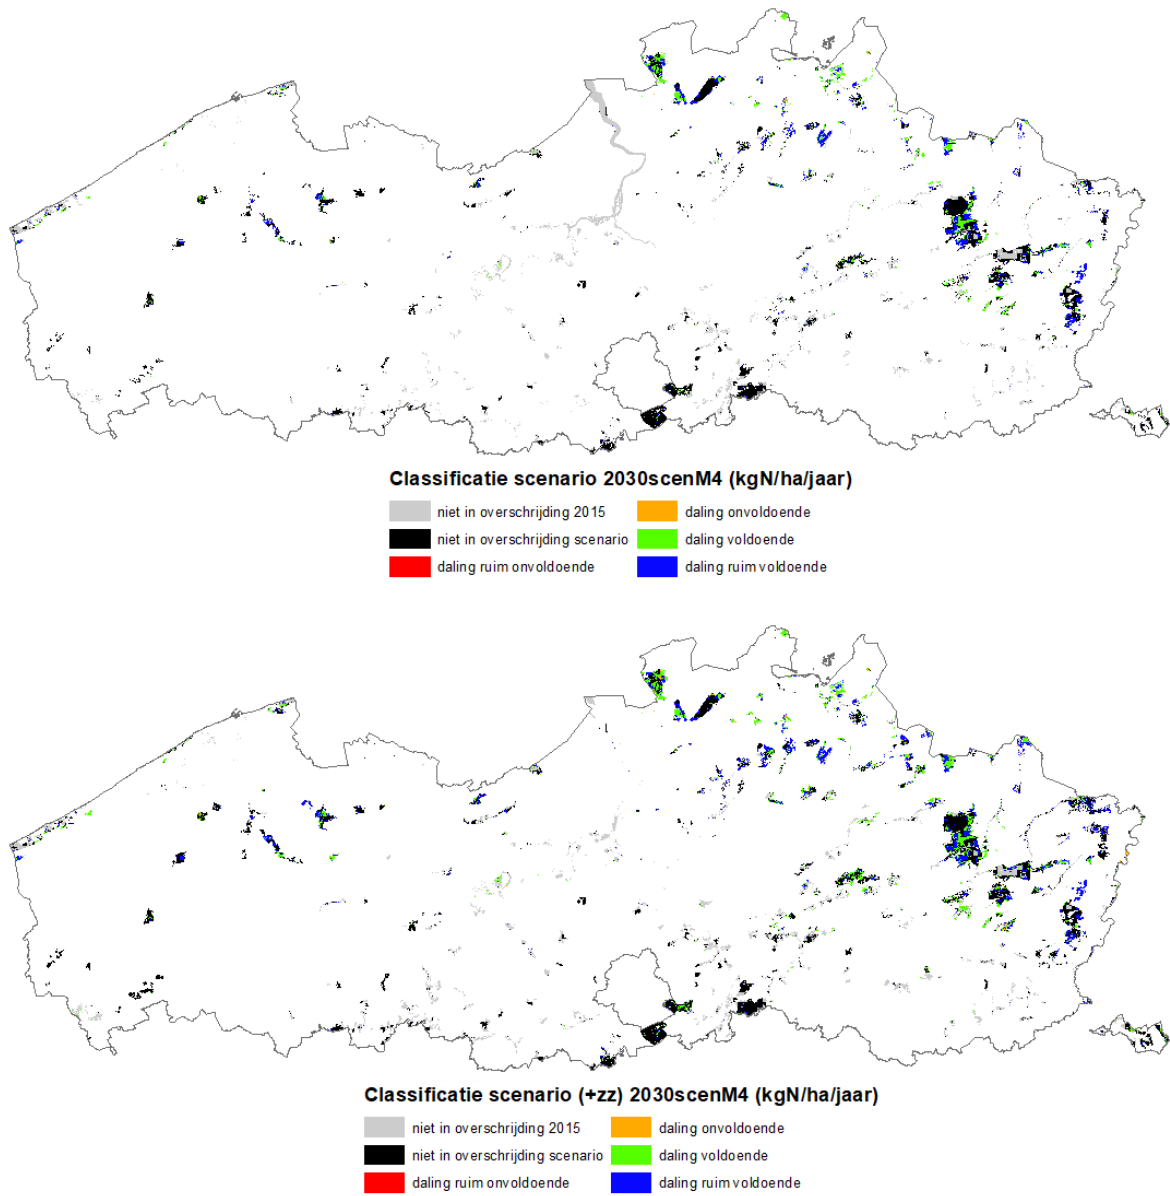 Classificatie scenario 2030scenM4 (kgN/ha/jaar)
niet in overschrijding 2015
daling onvoldoende
niet in overschrijding scenario
daling voldoende
daling ruim onvoldoende
daling ruim voldoende
Classificatie scenario (+zz) 2030scenM4 (kgN/ha/jaar)
niet in overschrijding 2015
daling onvoldoende
niet in overschrijding scenario
daling voldoende
daling ruim onvoldoende
daling ruim voldoende